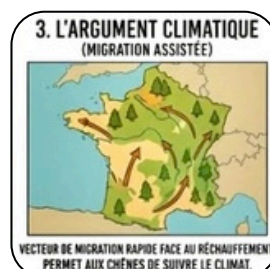 3. L'ARGUMENT CLIMATIQUE
(MIGRATION ASSISTÉE)
VECTEUR DE MIGRATION RAPIDE FACE AU RÉCHAUFFEMENT
PERMET AUX CHÊNES DE SUIVRE LE CLIMAT.